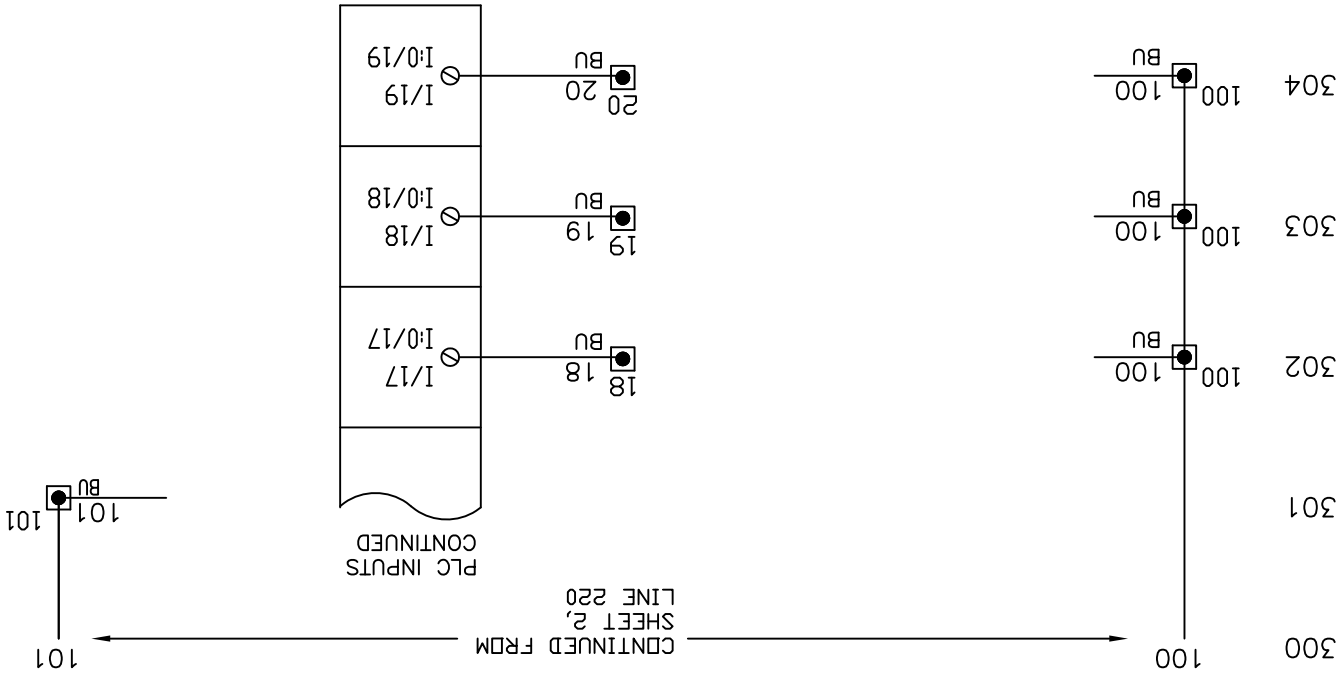 300
100
CONTINUED FROM
SHEET 2,
LINE 220
101
PLC INPUTS
CONTINUED
301
101
BU
101
302
100
100
BU
18
18
BU
I/17
I:0/17
303
100
100
BU
19
19
BU
I/18
I:0/18
304
100
100
BU
20
20
BU
I/19
I:0/19